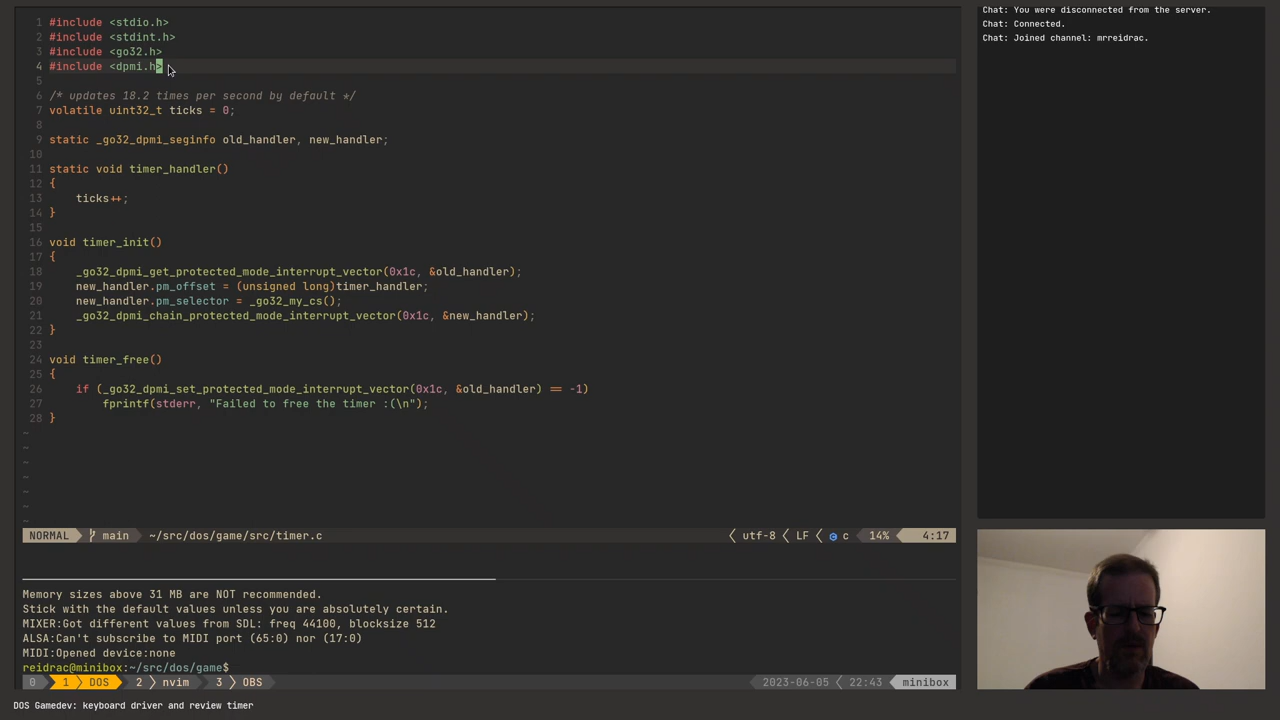 1 #include <stdio.h>
2 #include <stdint.h>
3 #include <go32.h>
4 #include <dpmi.h>
5
6 /* updates 18.2 times per second by default */
7 volatile uint32_t ticks = 0;
8
9 static _go32_dpmi_seginfo old_handler, new_handler;
10
11 static void timer_handler()
12 {
13 ticks++;
14 }
15
16 void timer_init()
17 {
18 _go32_dpmi_get_protected_mode_interrupt_vector(0x1c, &old_handler);
19 new_handler.pm_offset = (unsigned long)timer_handler;
20 new_handler.pm_selector = _go32_my_cs();
21 _go32_dpmi_chain_protected_mode_interrupt_vector(0x1c, &new_handler);
22 }
23
24 void timer_free()
25 {
26 if (_go32_dpmi_set_protected_mode_interrupt_vector(0x1c, &old_handler) == -1)
27 fprintf(stderr, "Failed to free the timer :(\n");
28 }
~
~
~
~
~
~
~
NORMAL main ~/src/dos/game/src/timer.c utf-8 LF c 14% 4:17
Memory sizes above 31 MB are NOT recommended.
Stick with the default values unless you are absolutely certain.
MIXER:Got different values from SDL: freq 44100, blocksize 512
ALSA:Can't subscribe to MIDI port (65:0) nor (17:0)
MIDI:Opened device:none
reidrac@minibox:~/src/dos/game$
0 1 DOS 2 nvim 3 OBS 2023-06-05 22:43 minibox
DOS Gamedev: keyboard driver and review timer
Chat: You were disconnected from the server.
Chat: Connected.
Chat: Joined channel: mrreidrac.